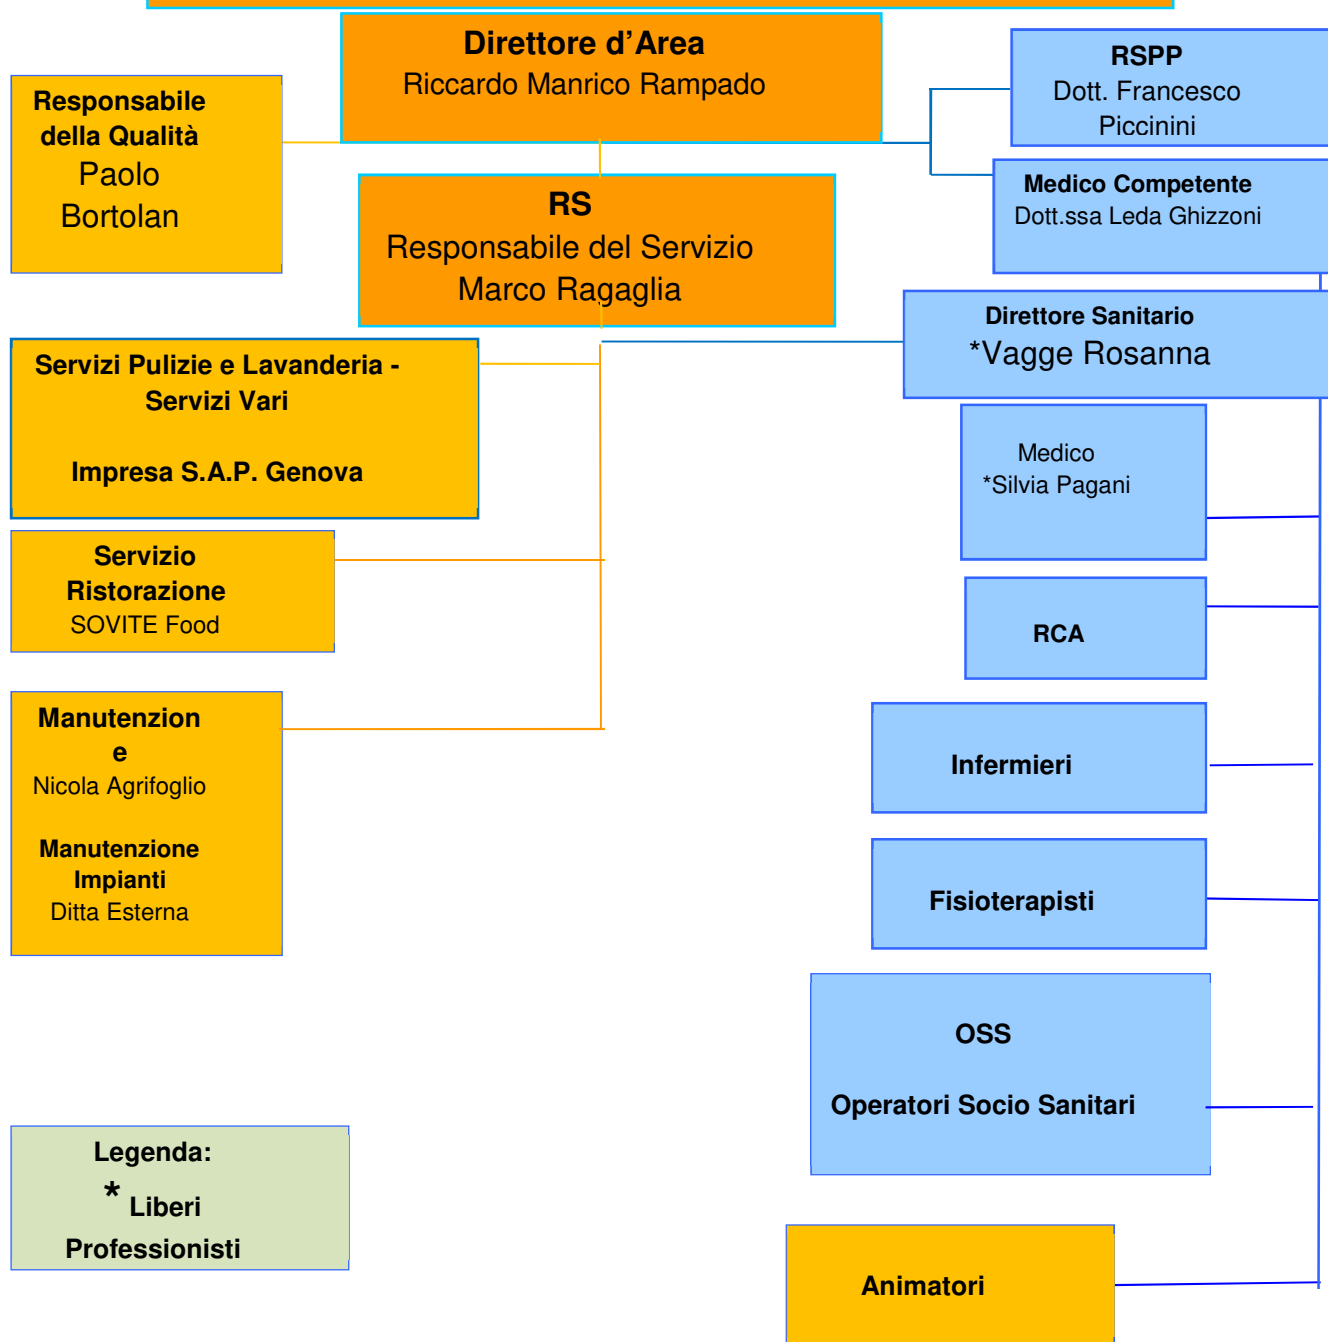 Direttore d'Area
Riccardo Manrico Rampado
RSPP
Dott. Francesco
Piccinini
Responsabile
della Qualità
Paolo
Bortolan
Medico Competente
Dott.ssa Leda Ghizzoni
RS
Responsabile del Servizio
Marco Ragaglia
Direttore Sanitario
*Vagge Rosanna
Servizi Pulizie e Lavanderia -
Servizi Vari
Impresa S.A.P. Genova
Medico
*Silvia Pagani
Servizio
Ristorazione
SOVITE Food
RCA
Manutenzion
e
Nicola Agrifoglio
Manutenzione
Impianti
Ditta Esterna
Infermieri
Fisioterapisti
OSS
Operatori Socio Sanitari
Legenda:
* Liberi
Professionisti
Animatori